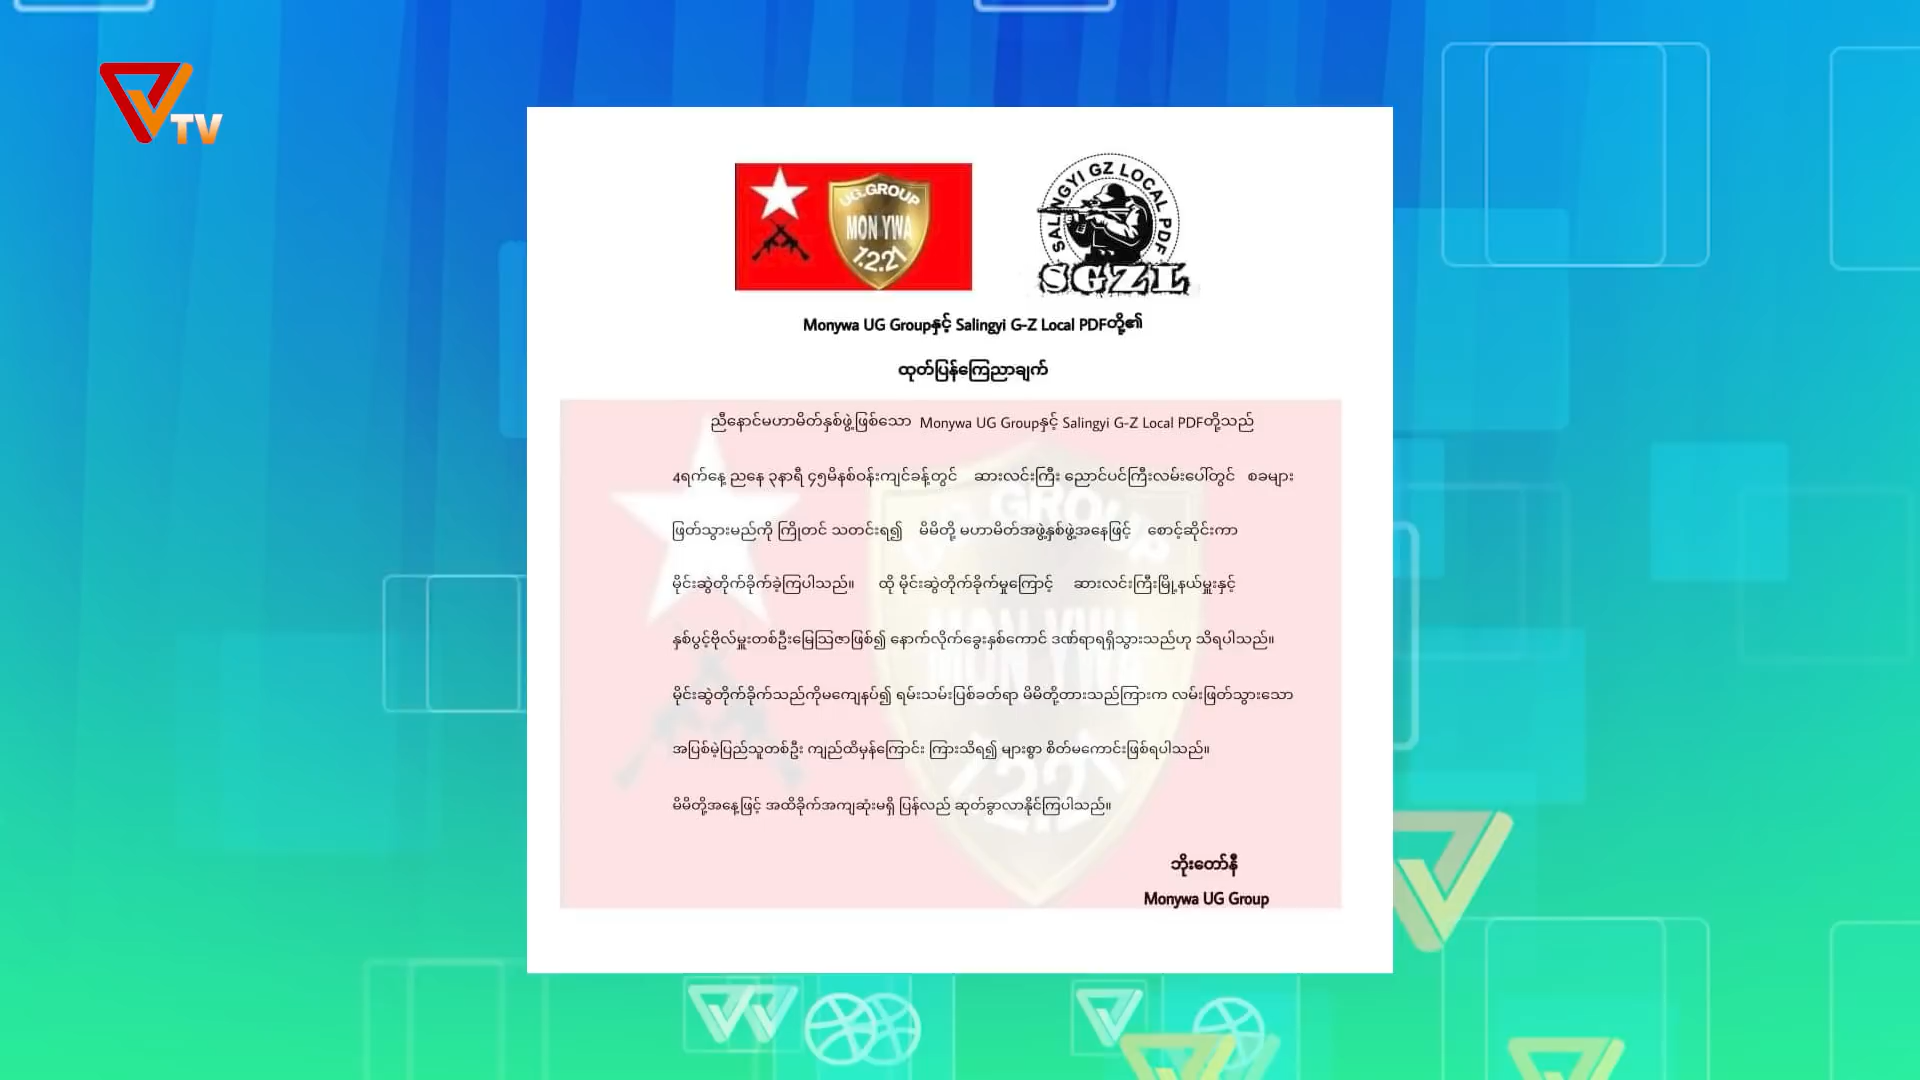 TV
UG.GROUP
MON YWA
1.2.21
SALINGYI GZ LOCAL PDF
SGZL
Monywa UG Groupနှင့် Salingyi G-Z Local PDFတို့၏
ထုတ်ပြန်ကြေညာချက်
ညီနောင်မဟာမိတ်နှစ်ဖွဲ့ဖြစ်သော Monywa UG Groupနှင့် Salingyi G-Z Local PDFတို့သည်
4ရက်နေ့ ညနေ ၃နာရီ ၄၅မိနစ်ဝန်းကျင်ခန့်တွင် ဆားလင်းကြီး ညောင်ပင်ကြီးလမ်းပေါ်တွင် စခများ
ဖြတ်သွားမည်ကို ကြိုတင် သတင်းရ၍ မိမိတို့ မဟာမိတ်အဖွဲ့နှစ်ဖွဲ့အနေဖြင့် စောင့်ဆိုင်းကာ
မိုင်းဆွဲတိုက်ခိုက်ခဲ့ကြပါသည်။ ထို မိုင်းဆွဲတိုက်ခိုက်မှုကြောင့် ဆားလင်းကြီးမြို့နယ်မှူးနှင့်
နှစ်ပွင့်ဗိုလ်မှူးတစ်ဦးမြေဩဇာဖြစ်၍ နောက်လိုက်ခွေးနှစ်ကောင် ဒဏ်ရာရရှိသွားသည်ဟု သိရပါသည်။
မိုင်းဆွဲတိုက်ခိုက်သည်ကိုမကျေနပ်၍ ရမ်းသမ်းပြစ်ခတ်ရာ မိမိတို့တားသည့်ကြားက လမ်းဖြတ်သွားသော
အပြစ်မဲ့ပြည်သူတစ်ဦး ကျည်ထိမှန်ကြောင်း ကြားသိရ၍ များစွာ စိတ်မကောင်းဖြစ်ရပါသည်။
မိမိတို့အနေ့ဖြင့် အထိခိုက်အကျဆုံးမရှိ ပြန်လည် ဆုတ်ခွာလာနိုင်ကြပါသည်။
ဘိုးတော်နီ
Monywa UG Group